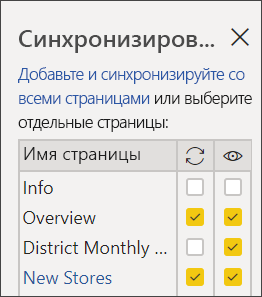 Синхронизиров...
Добавьте и синхронизируйте со
всеми страницами или выберите
отдельные страницы:
Имя страницы
Info
Overview
District Monthly ...
New Stores